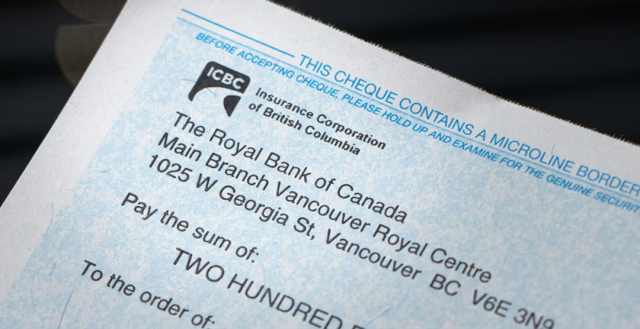 THIS CHEQUE CONTAINS A MICROLINE BORDER
BEFORE ACCEPTING CHEQUE, PLEASE HOLD UP AND EXAMINE FOR THE GENUINE SECURIT
ICBC
Insurance Corporation
of British Columbia
The Royal Bank of Canada
Main Branch Vancouver Royal Centre
1025 W Georgia St, Vancouver BC V6E 3N9
Pay the sum of:
TWO HUNDRED
To the order of: